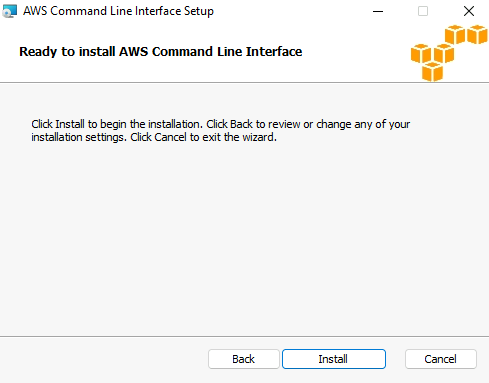 AWS Command Line Interface Setup
Ready to install AWS Command Line Interface
Click Install to begin the installation. Click Back to review or change any of your
installation settings. Click Cancel to exit the wizard.
Back Install Cancel